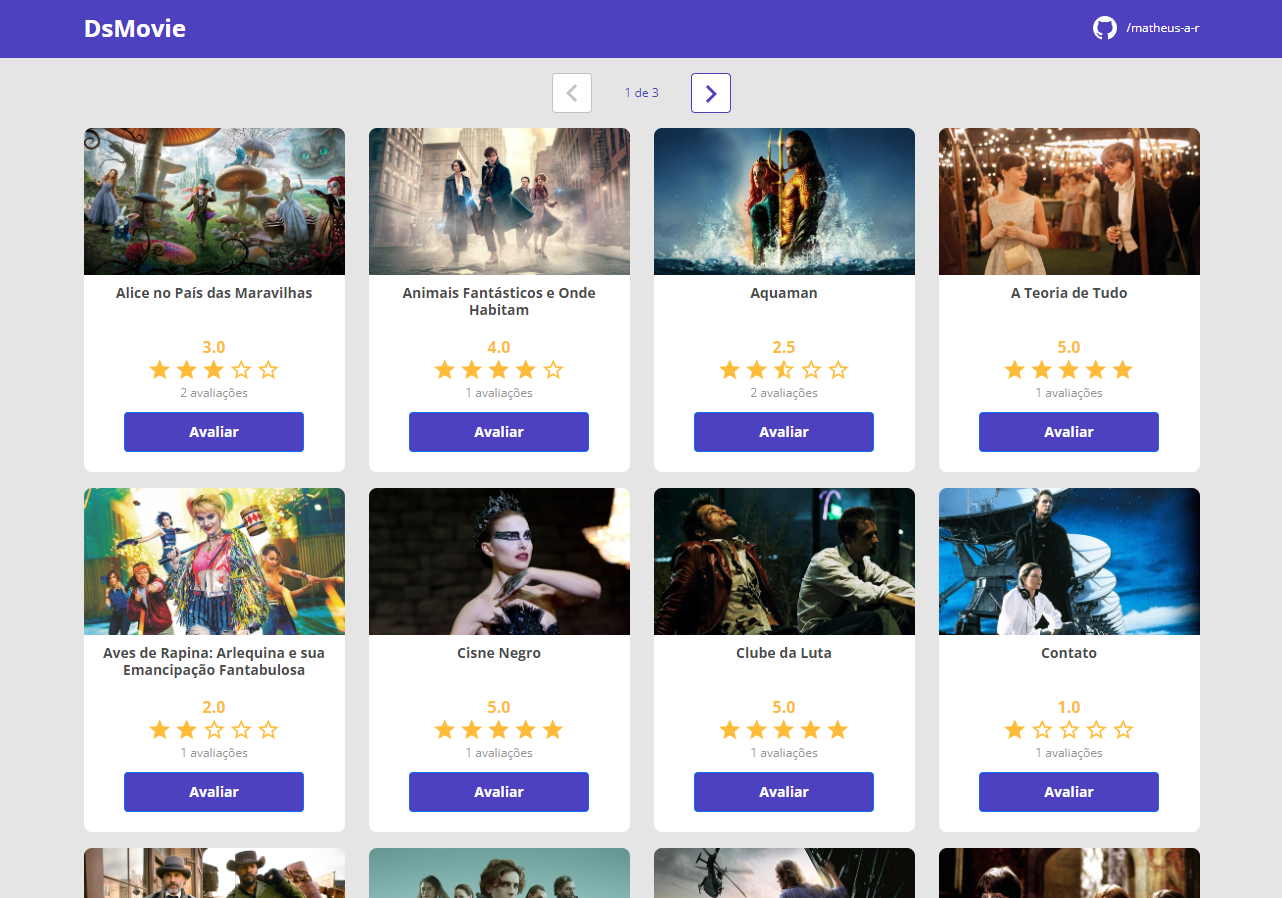 DsMovie
/matheus-a-r
1 de 3
Alice no País das Maravilhas
3.0
2 avaliações
Avaliar
Animais Fantásticos e Onde
Habitam
4.0
1 avaliações
Avaliar
Aquaman
2.5
2 avaliações
Avaliar
A Teoria de Tudo
5.0
1 avaliações
Avaliar
Aves de Rapina: Arlequina e sua
Emancipação Fantabulosa
2.0
1 avaliações
Avaliar
Cisne Negro
5.0
1 avaliações
Avaliar
Clube da Luta
5.0
1 avaliações
Avaliar
Contato
1.0
1 avaliações
Avaliar